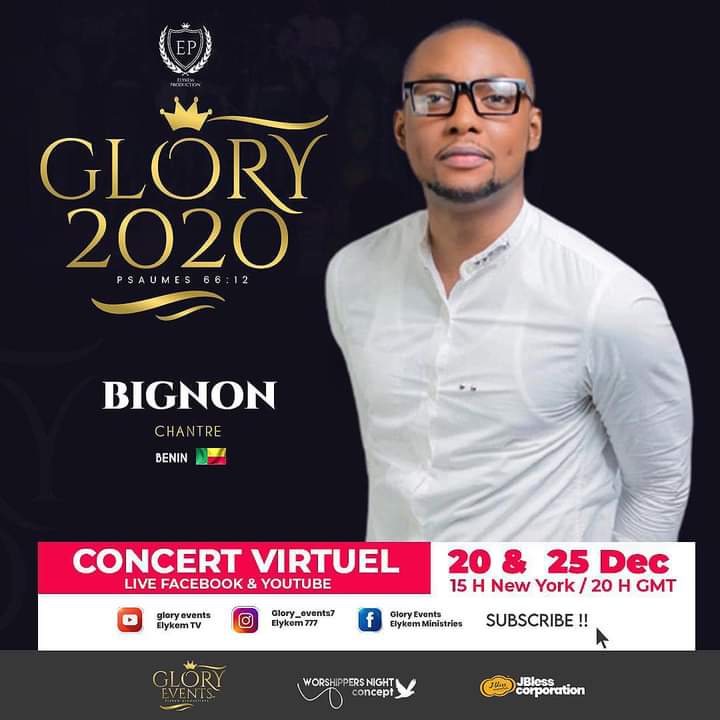 EP
ELYKEM
PRODUCTION
GLORY
2020
PSAUMES 66:12
BIGNON
CHANTRE
BENIN
CONCERT VIRTUEL
LIVE FACEBOOK & YOUTUBE
20 & 25 Dec
15 H New York / 20 H GMT
glory events
Elykem TV
Glory_events7
Elykem 777
Glory Events
Elykem Ministries
SUBSCRIBE !!
GLORY
EVENTS
WORSHIPPERS NIGHT
concept
JBless
JBless
corporation